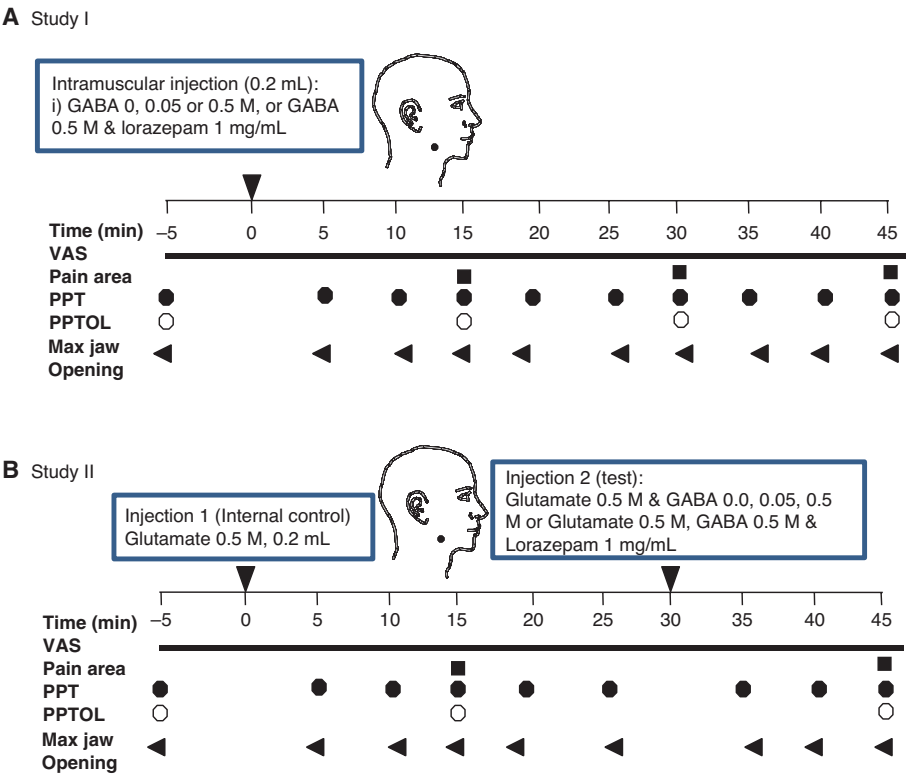 A Study I
Intramuscular injection (0.2 mL):
i) GABA 0, 0.05 or 0.5 M, or GABA
0.5 M & lorazepam 1 mg/mL
Time (min) –5 0 5 10 15 20 25 30 35 40 45
VAS
Pain area
PPT
PPTOL
Max jaw
Opening
B Study II
Injection 1 (Internal control)
Glutamate 0.5 M, 0.2 mL
Injection 2 (test):
Glutamate 0.5 M & GABA 0.0, 0.05, 0.5
M or Glutamate 0.5 M, GABA 0.5 M &
Lorazepam 1 mg/mL
Time (min) –5 0 5 10 15 20 25 30 35 40 45
VAS
Pain area
PPT
PPTOL
Max jaw
Opening